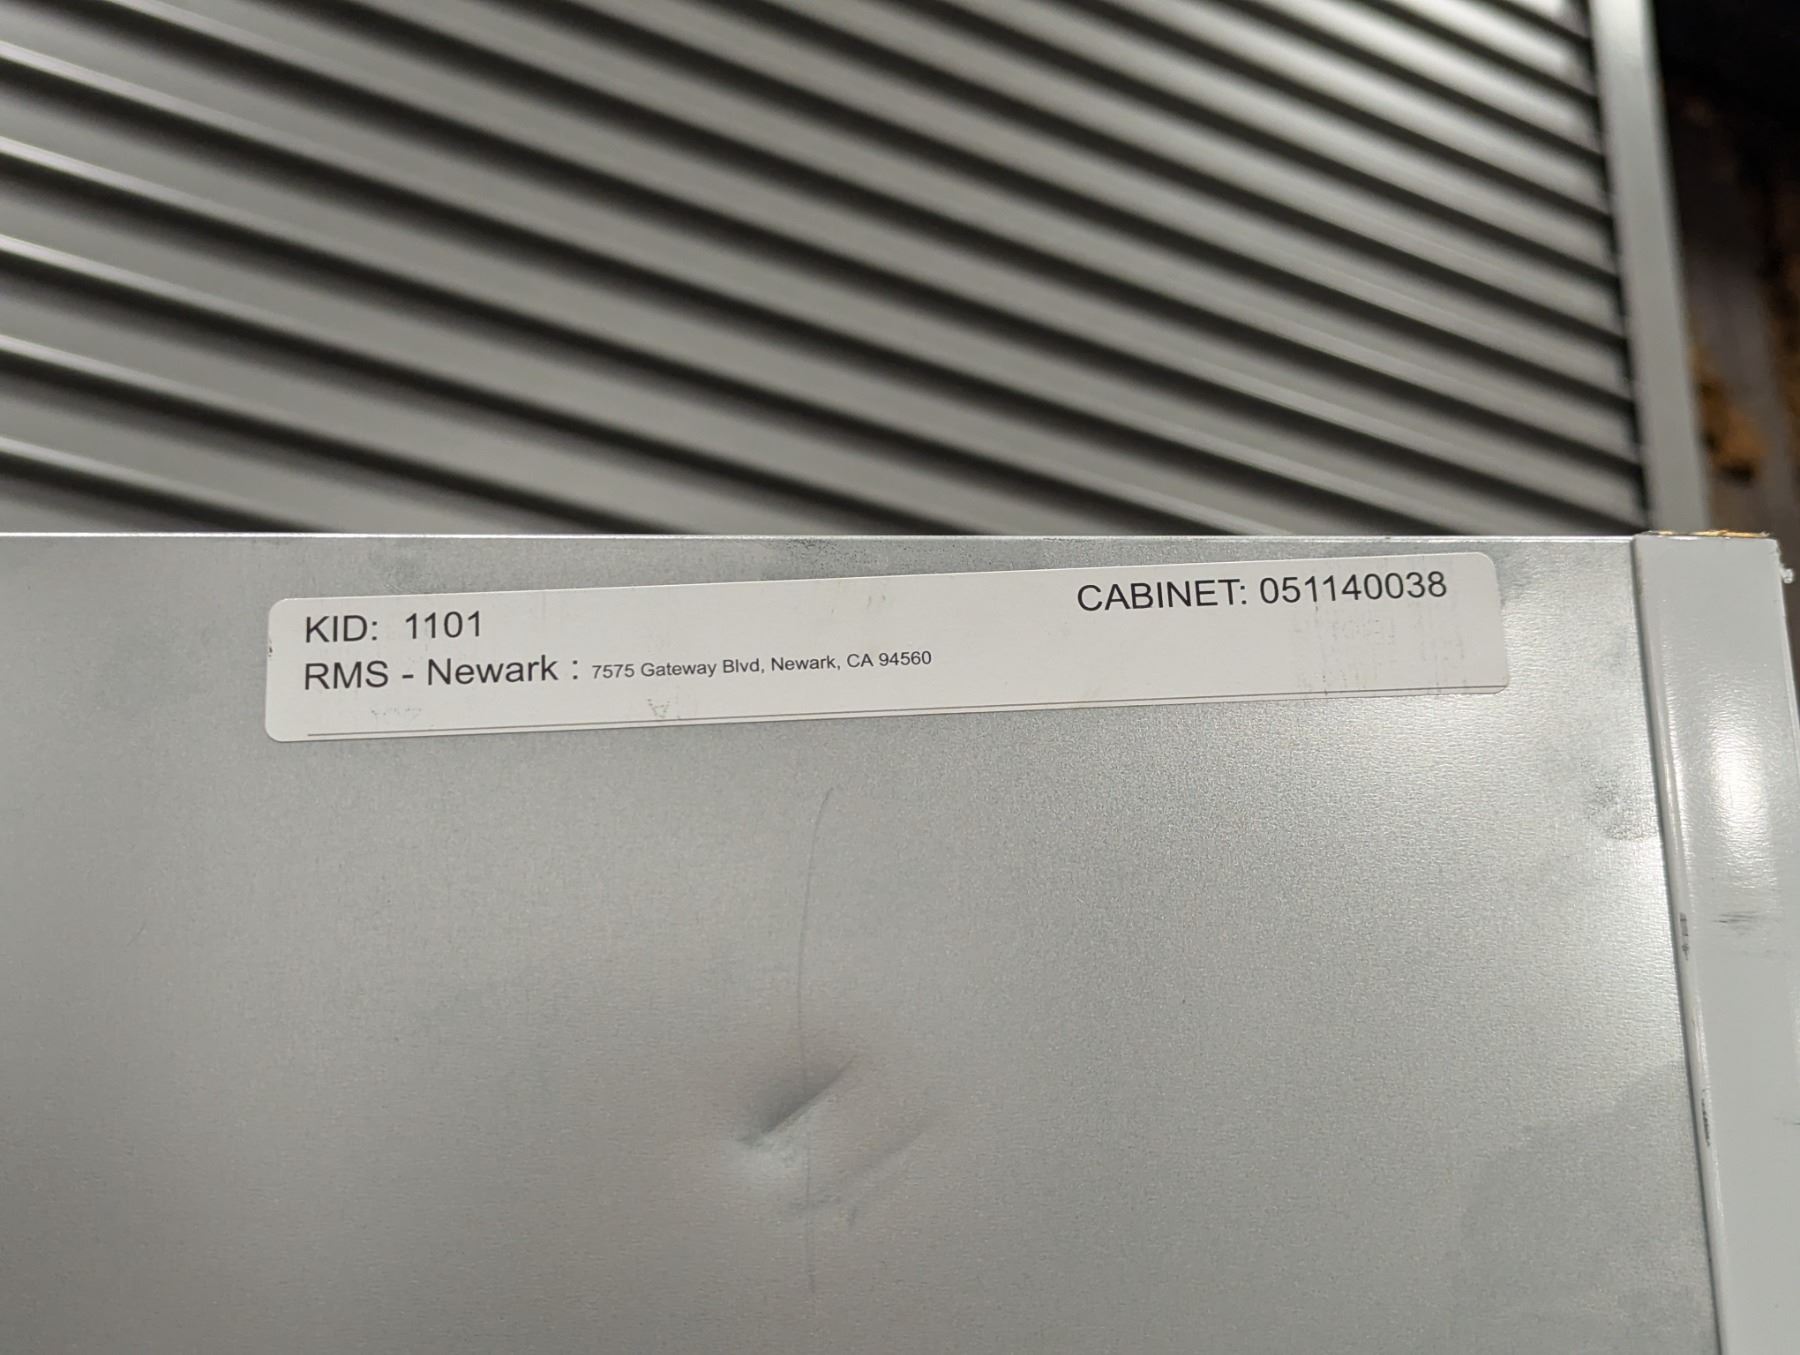 KID: 1101
CABINET: 051140038
RMS - Newark : 7575 Gateway Blvd, Newark, CA 94560